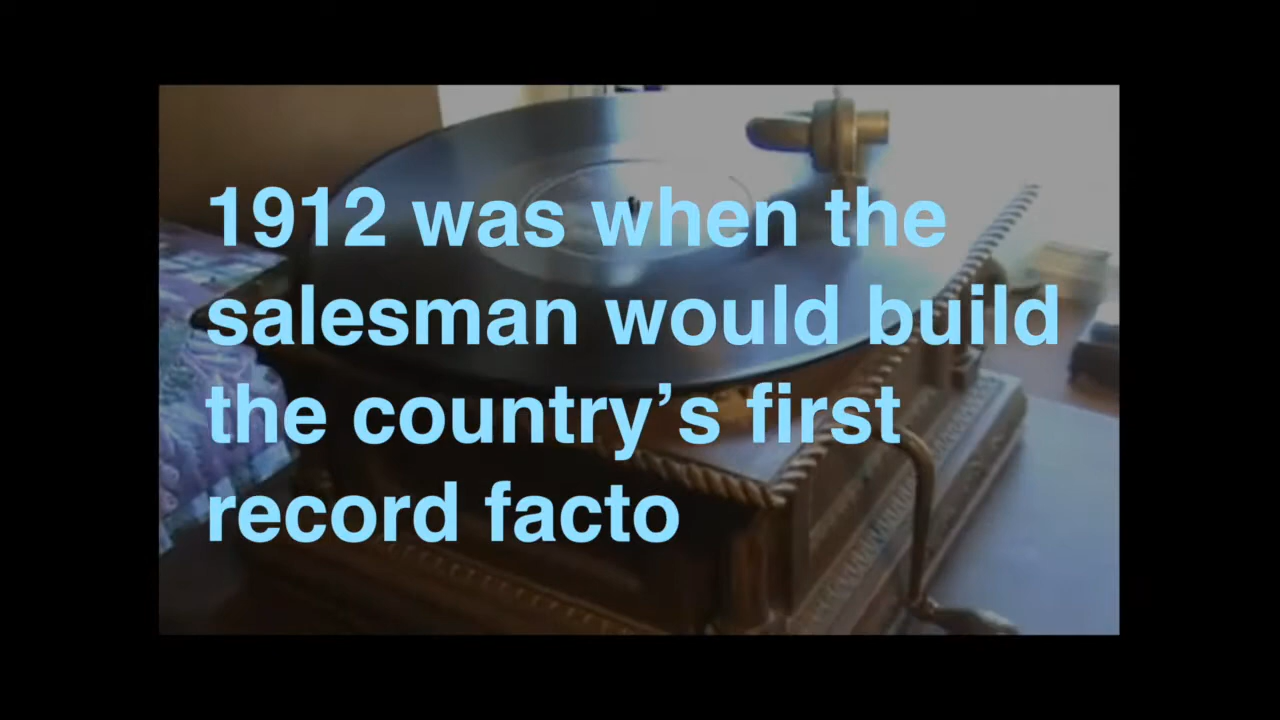 1912 was when the
salesman would build
the country’s first
record facto